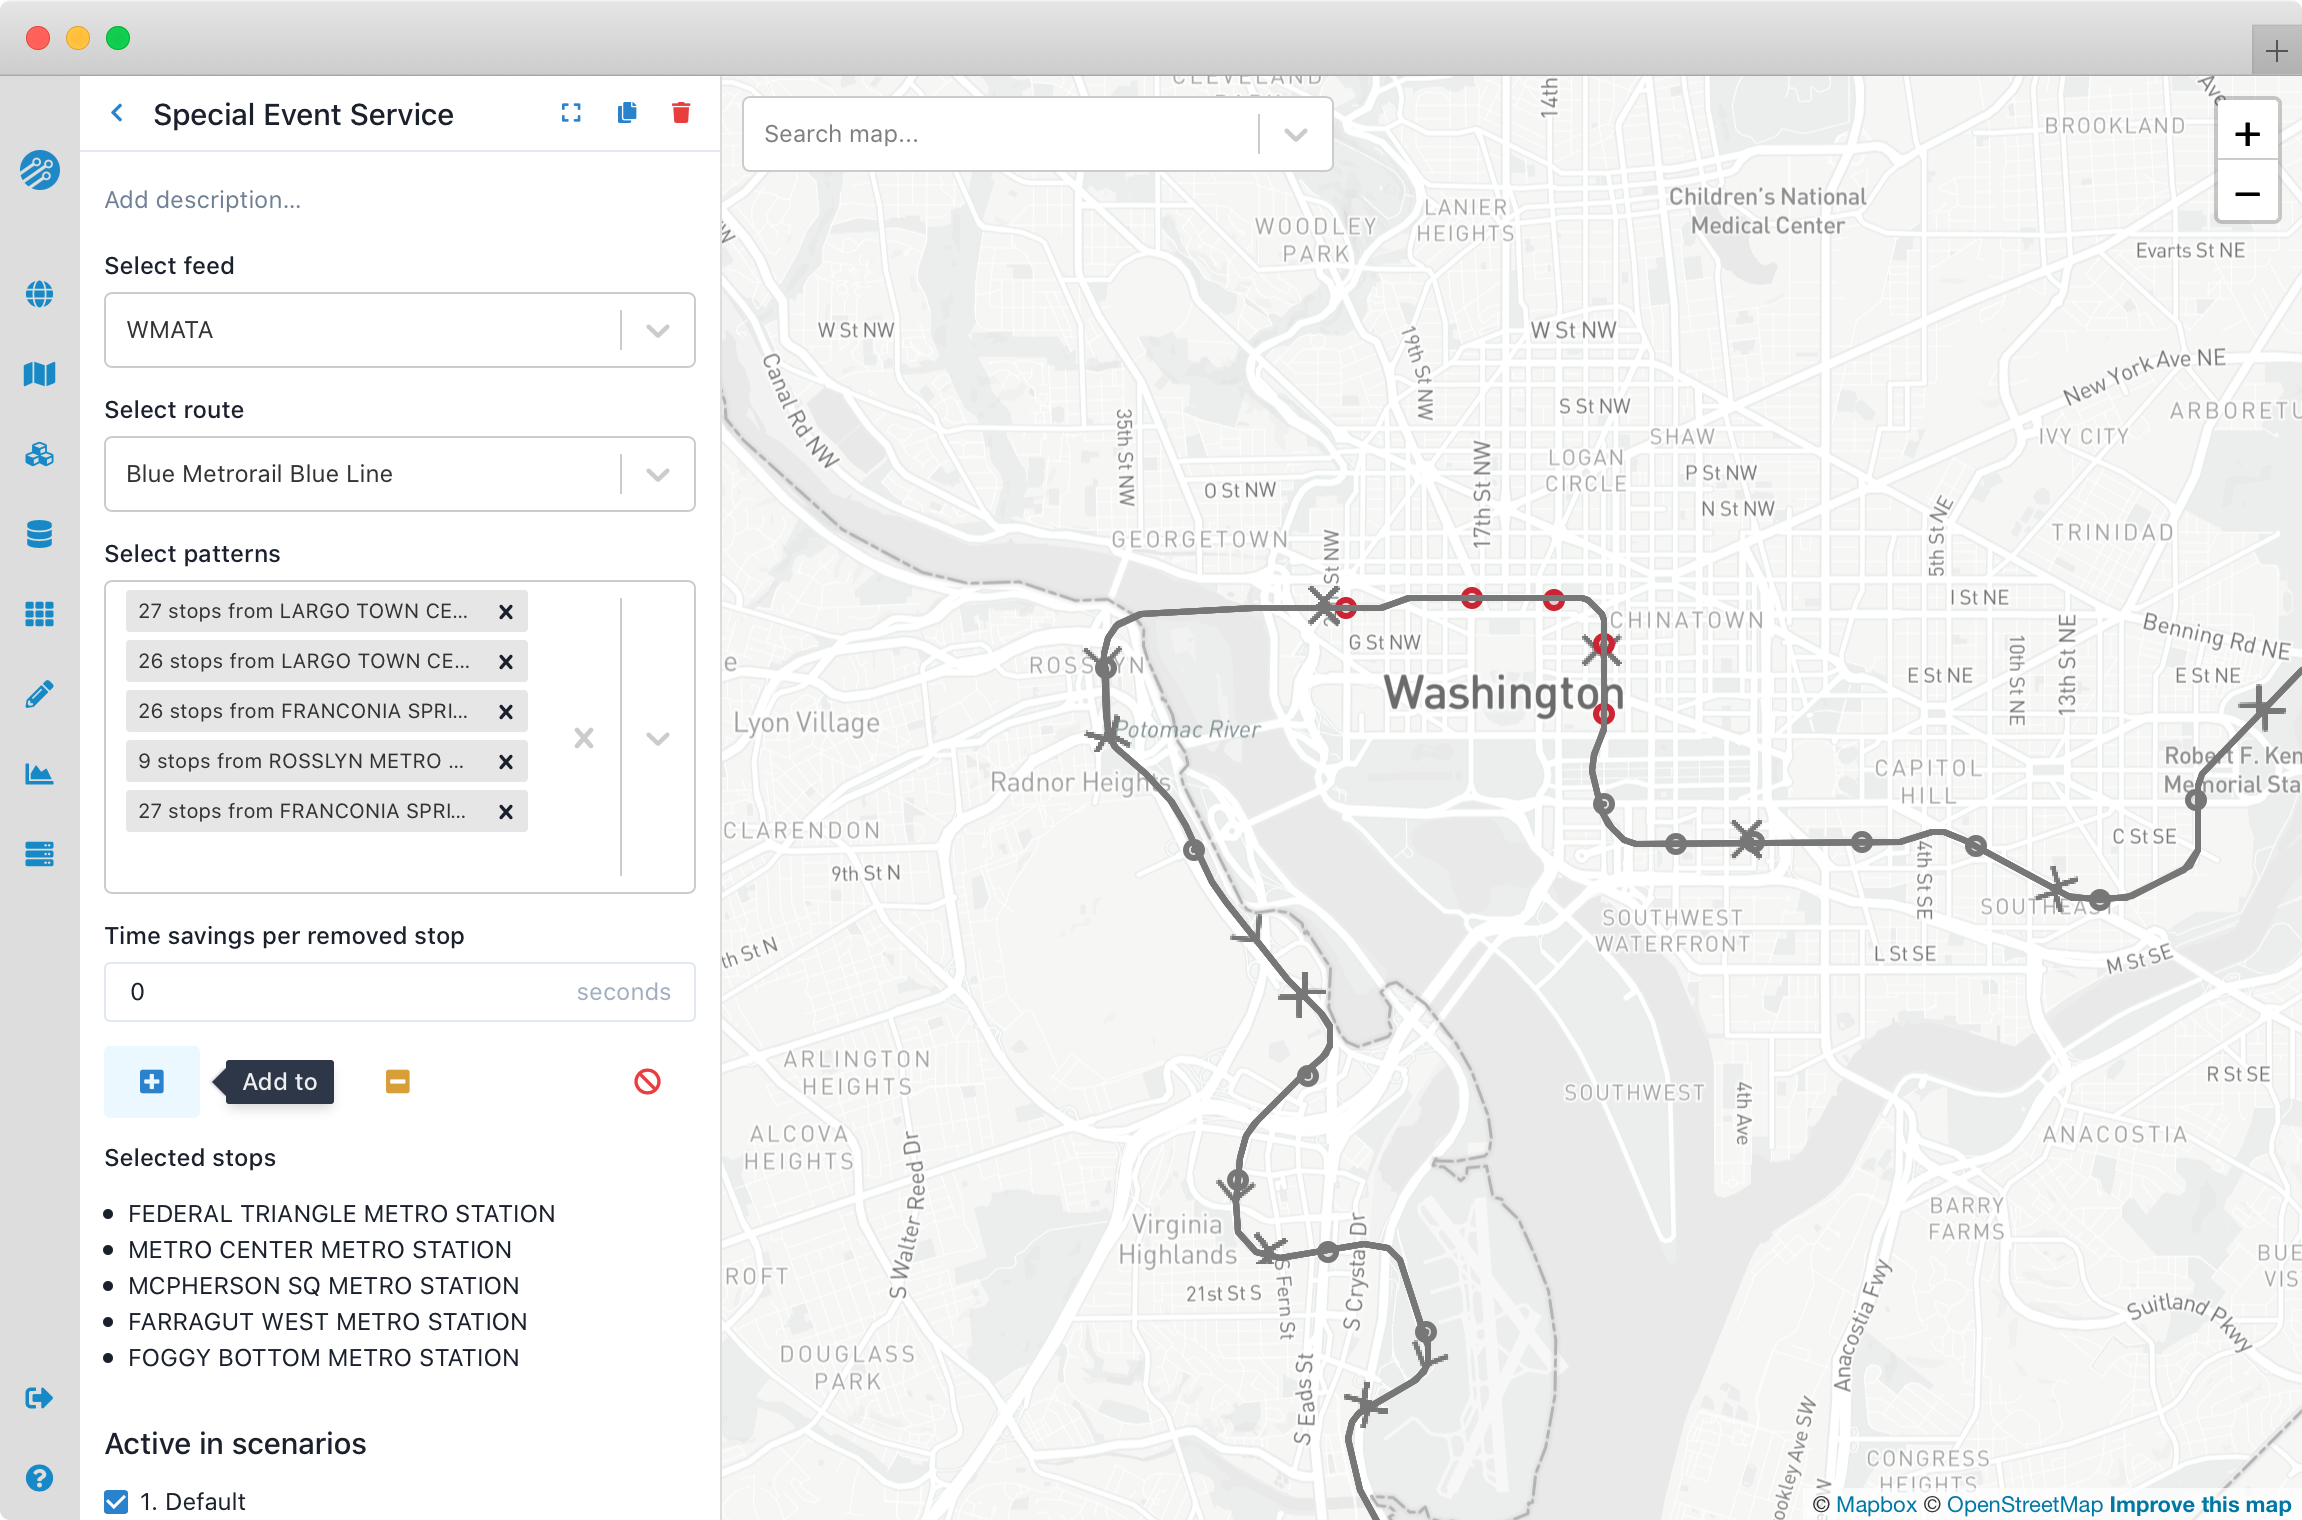 Special Event Service
Add description...
Select feed
WMATA
Select route
Blue Metrorail Blue Line
Select patterns
27 stops from LARGO TOWN CE...
26 stops from LARGO TOWN CE...
26 stops from FRANCONIA SPRI...
9 stops from ROSSLYN METRO ...
27 stops from FRANCONIA SPRI...
Time savings per removed stop
0 seconds
Add to
Selected stops
FEDERAL TRIANGLE METRO STATION
METRO CENTER METRO STATION
MCPHERSON SQ METRO STATION
FARRAGUT WEST METRO STATION
FOGGY BOTTOM METRO STATION
Active in scenarios
1. Default
Search map...
+
−
14th
Ave
BROOKLAND
Children's National
Medical Center
LANIER
HEIGHTS
WOODLEY
PARK
Evarts St NE
W St NW
W St NW
19th St NW
Canal Rd NW
New York Ave NE
ARBORETU
S St NW
IVY CITY
SHAW
35th St NW
17th St NW
LOGAN
CIRCLE
P St NW
O St NW
N St NW
5th St NE
TRINIDAD
GEORGETOWN
St NW
I St NE
CHINATOWN
Benning Rd NE
G St NW
10th St NE
13th St NE
E St NE
E St NE
ROSSLYN
Washington
Lyon Village
Potomac River
Robert F. Ken
Memorial Sta
Radnor Heights
CAPITOL
HILL
CLARENDON
C St SE
9th St N
4th St SE
SOUTHEAST
SOUTHWEST
WATERFRONT
th St N
L St SE
M St SE
ARLINGTON
HEIGHTS
R St SE
SOUTHWEST
4th Ave
ALCOVA
HEIGHTS
ANACOSTIA
S Walter Reed Dr
BARRY
FARMS
Virginia
Highlands
S Crystal Dr
BUE
VIS
ROFT
21st St S
S Fern St
Anacostia Fwy
Suitland Pkwy
DOUGLASS
PARK
S Eads St
ockley Ave SW
CONGRESS
HEIGHTS
© Mapbox © OpenStreetMap Improve this map